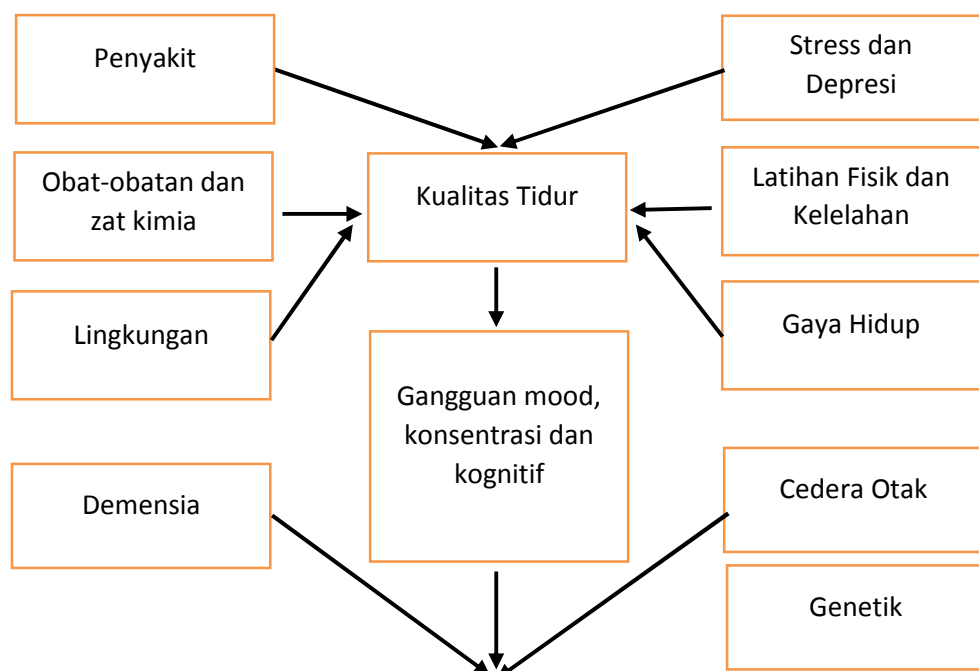 Penyakit
Stress dan
Depresi
Obat-obatan dan
zat kimia
Kualitas Tidur
Latihan Fisik dan
Kelelahan
Lingkungan
Gaya Hidup
Gangguan mood,
konsentrasi dan
kognitif
Demensia
Cedera Otak
Genetik